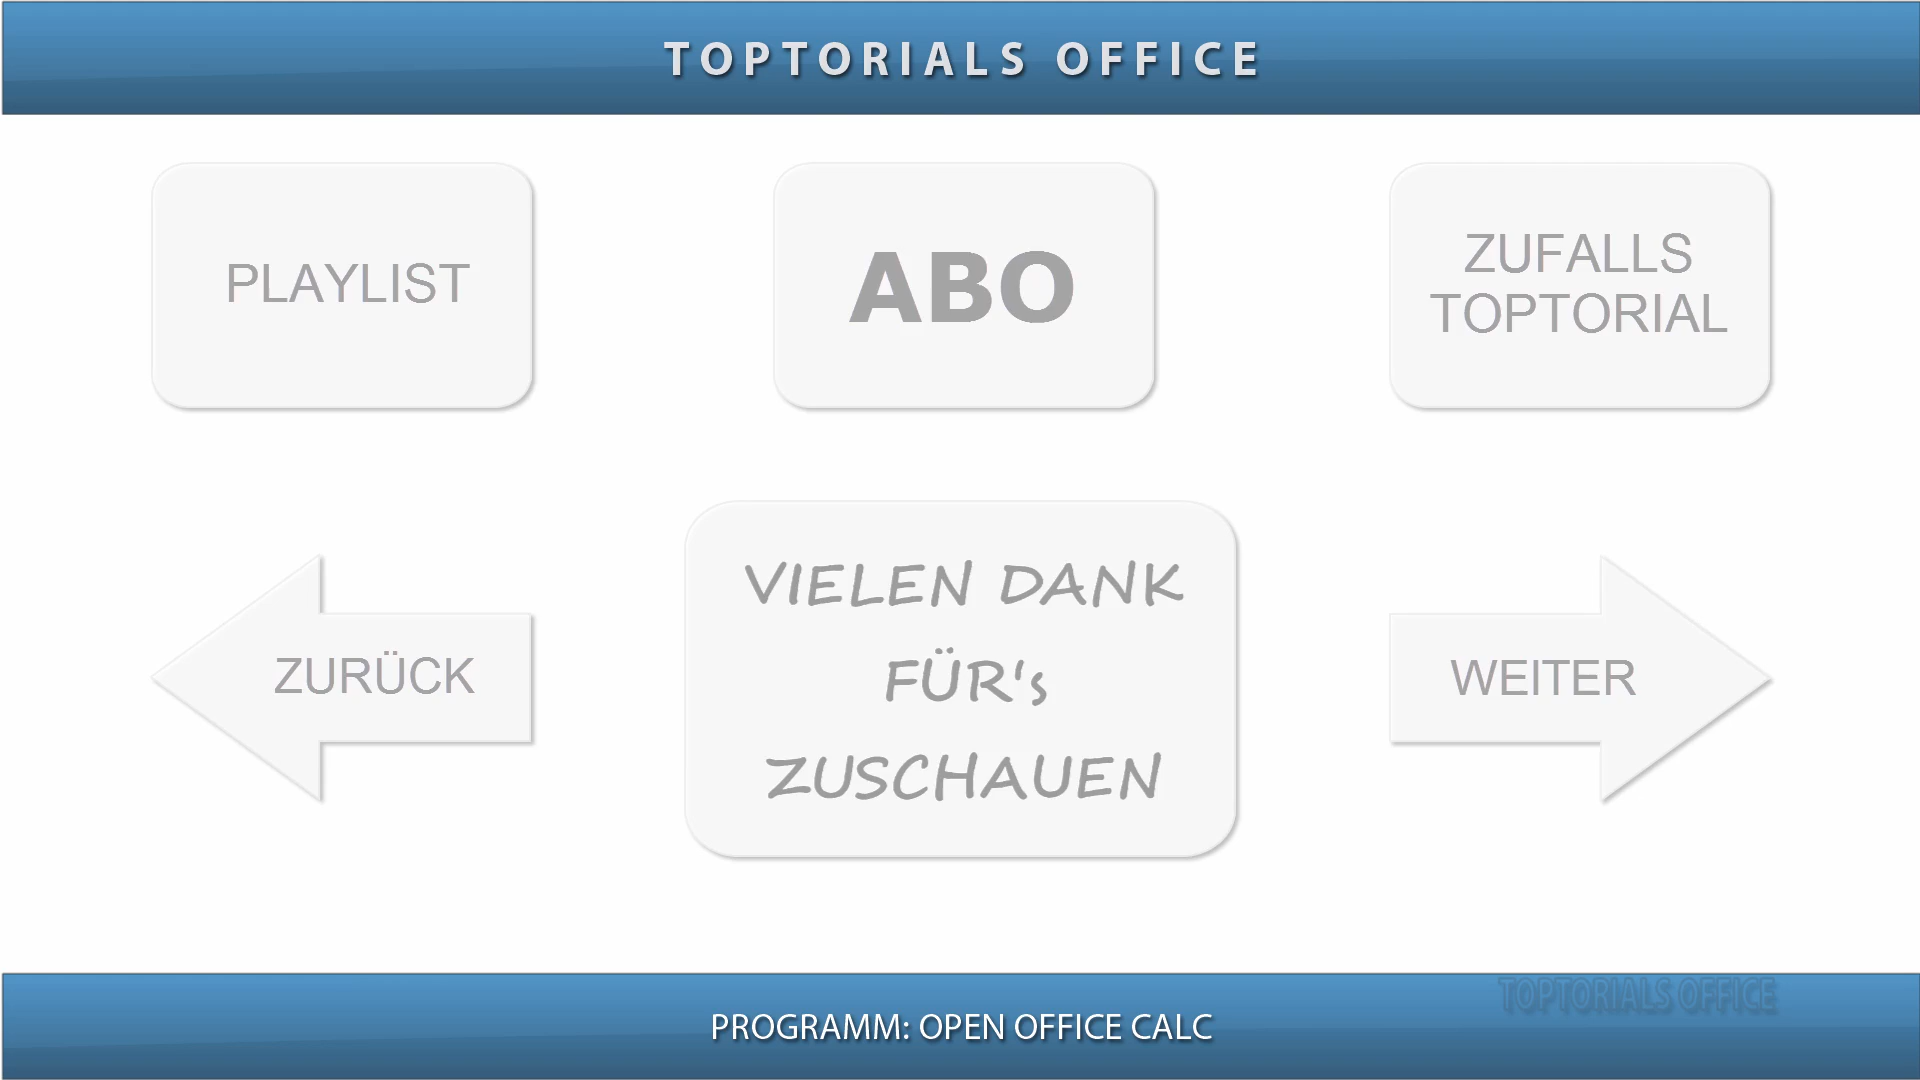 TOPTORIALS OFFICE
PLAYLIST
ABO
ZUFALLS
TOPTORIAL
ZURÜCK
VIELEN DANK
FÜR's
ZUSCHAUEN
WEITER
TOPTORIALS OFFICE
PROGRAMM: OPEN OFFICE CALC